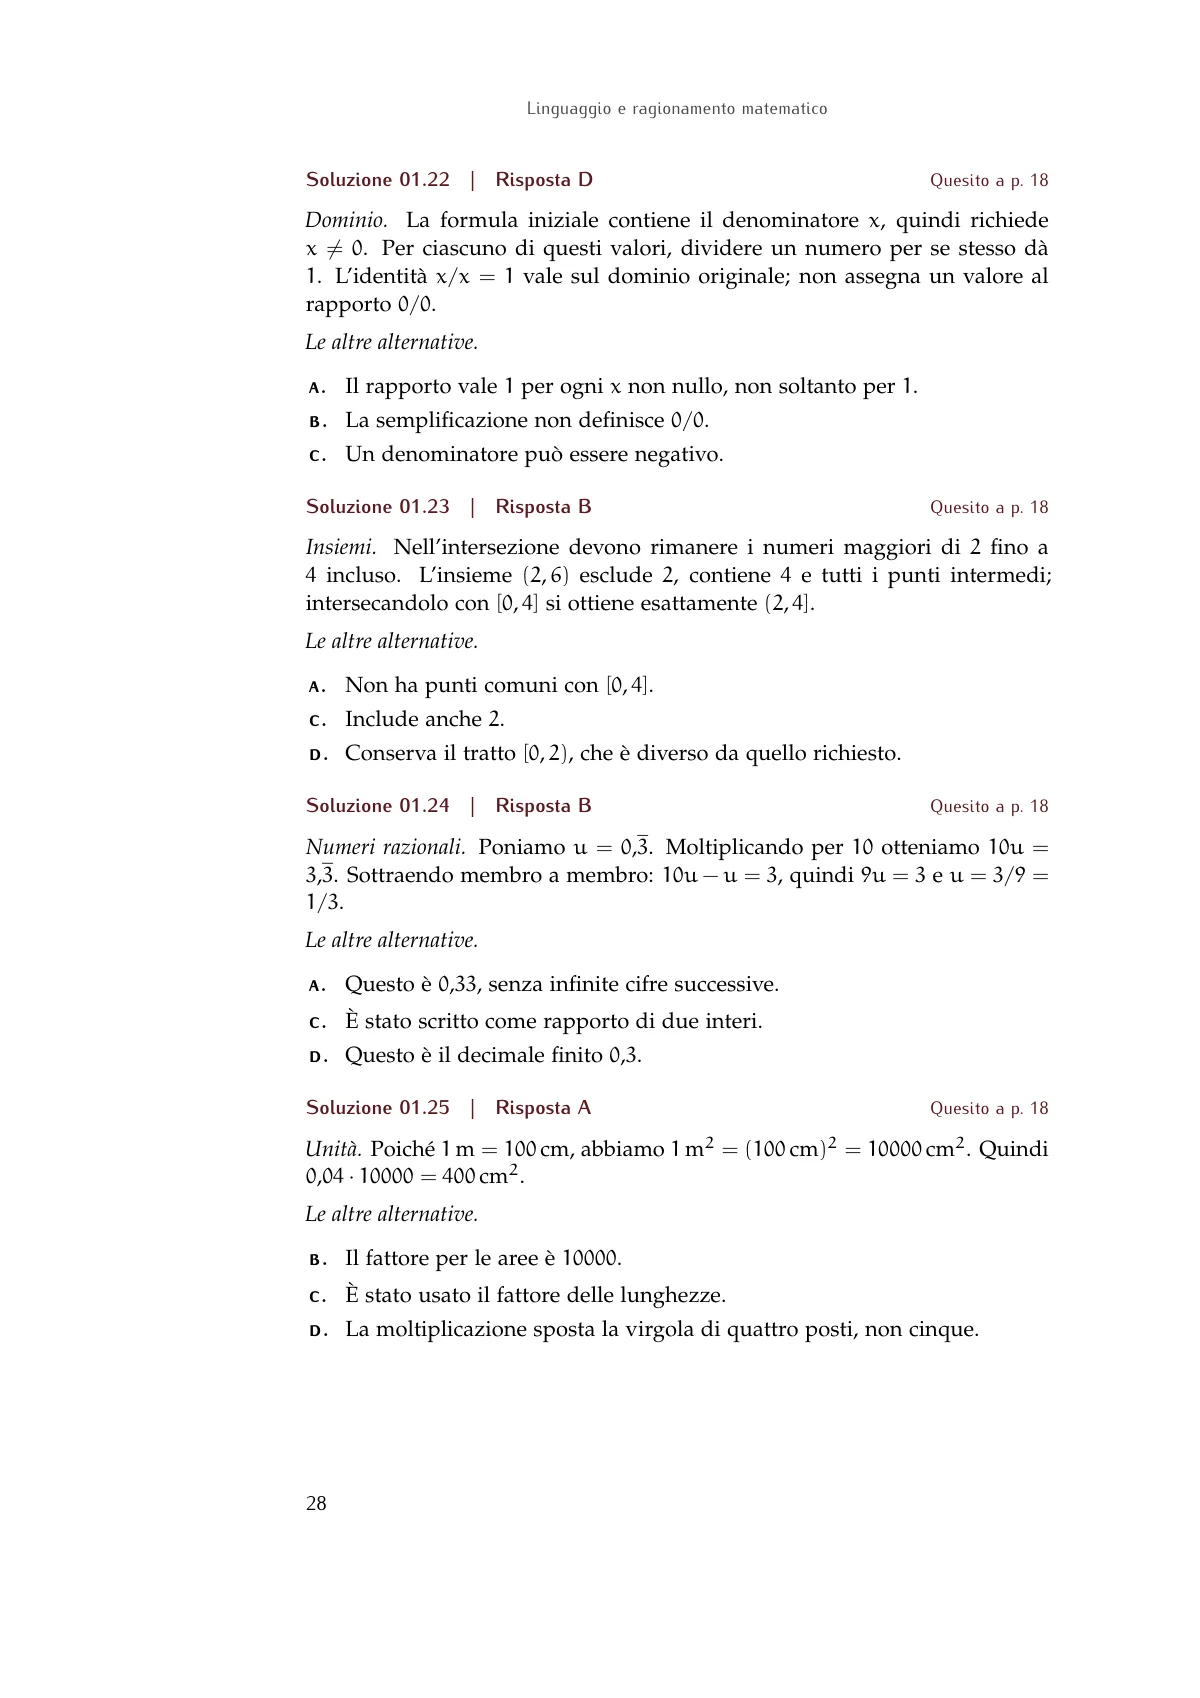 Linguaggio e ragionamento matematico
Soluzione 01.22 | Risposta D Quesito a p. 18
Dominio. La formula iniziale contiene il denominatore x, quindi richiede
x ≠ 0. Per ciascuno di questi valori, dividere un numero per se stesso dà
1. L'identità x/x = 1 vale sul dominio originale; non assegna un valore al
rapporto 0/0.
Le altre alternative.
A. Il rapporto vale 1 per ogni x non nullo, non soltanto per 1.
B. La semplificazione non definisce 0/0.
C. Un denominatore può essere negativo.
Soluzione 01.23 | Risposta B Quesito a p. 18
Insiemi. Nell'intersezione devono rimanere i numeri maggiori di 2 fino a
4 incluso. L'insieme (2, 6) esclude 2, contiene 4 e tutti i punti intermedi;
intersecandolo con [0, 4] si ottiene esattamente (2, 4].
Le altre alternative.
A. Non ha punti comuni con [0, 4].
C. Include anche 2.
D. Conserva il tratto [0, 2), che è diverso da quello richiesto.
Soluzione 01.24 | Risposta B Quesito a p. 18
Numeri razionali. Poniamo u = 0,3̅. Moltiplicando per 10 otteniamo 10u =
3,3̅. Sottraendo membro a membro: 10u − u = 3, quindi 9u = 3 e u = 3/9 =
1/3.
Le altre alternative.
A. Questo è 0,33, senza infinite cifre successive.
C. È stato scritto come rapporto di due interi.
D. Questo è il decimale finito 0,3.
Soluzione 01.25 | Risposta A Quesito a p. 18
Unità. Poiché 1 m = 100 cm, abbiamo 1 m² = (100 cm)² = 10000 cm². Quindi
0,04 · 10000 = 400 cm².
Le altre alternative.
B. Il fattore per le aree è 10000.
C. È stato usato il fattore delle lunghezze.
D. La moltiplicazione sposta la virgola di quattro posti, non cinque.
28